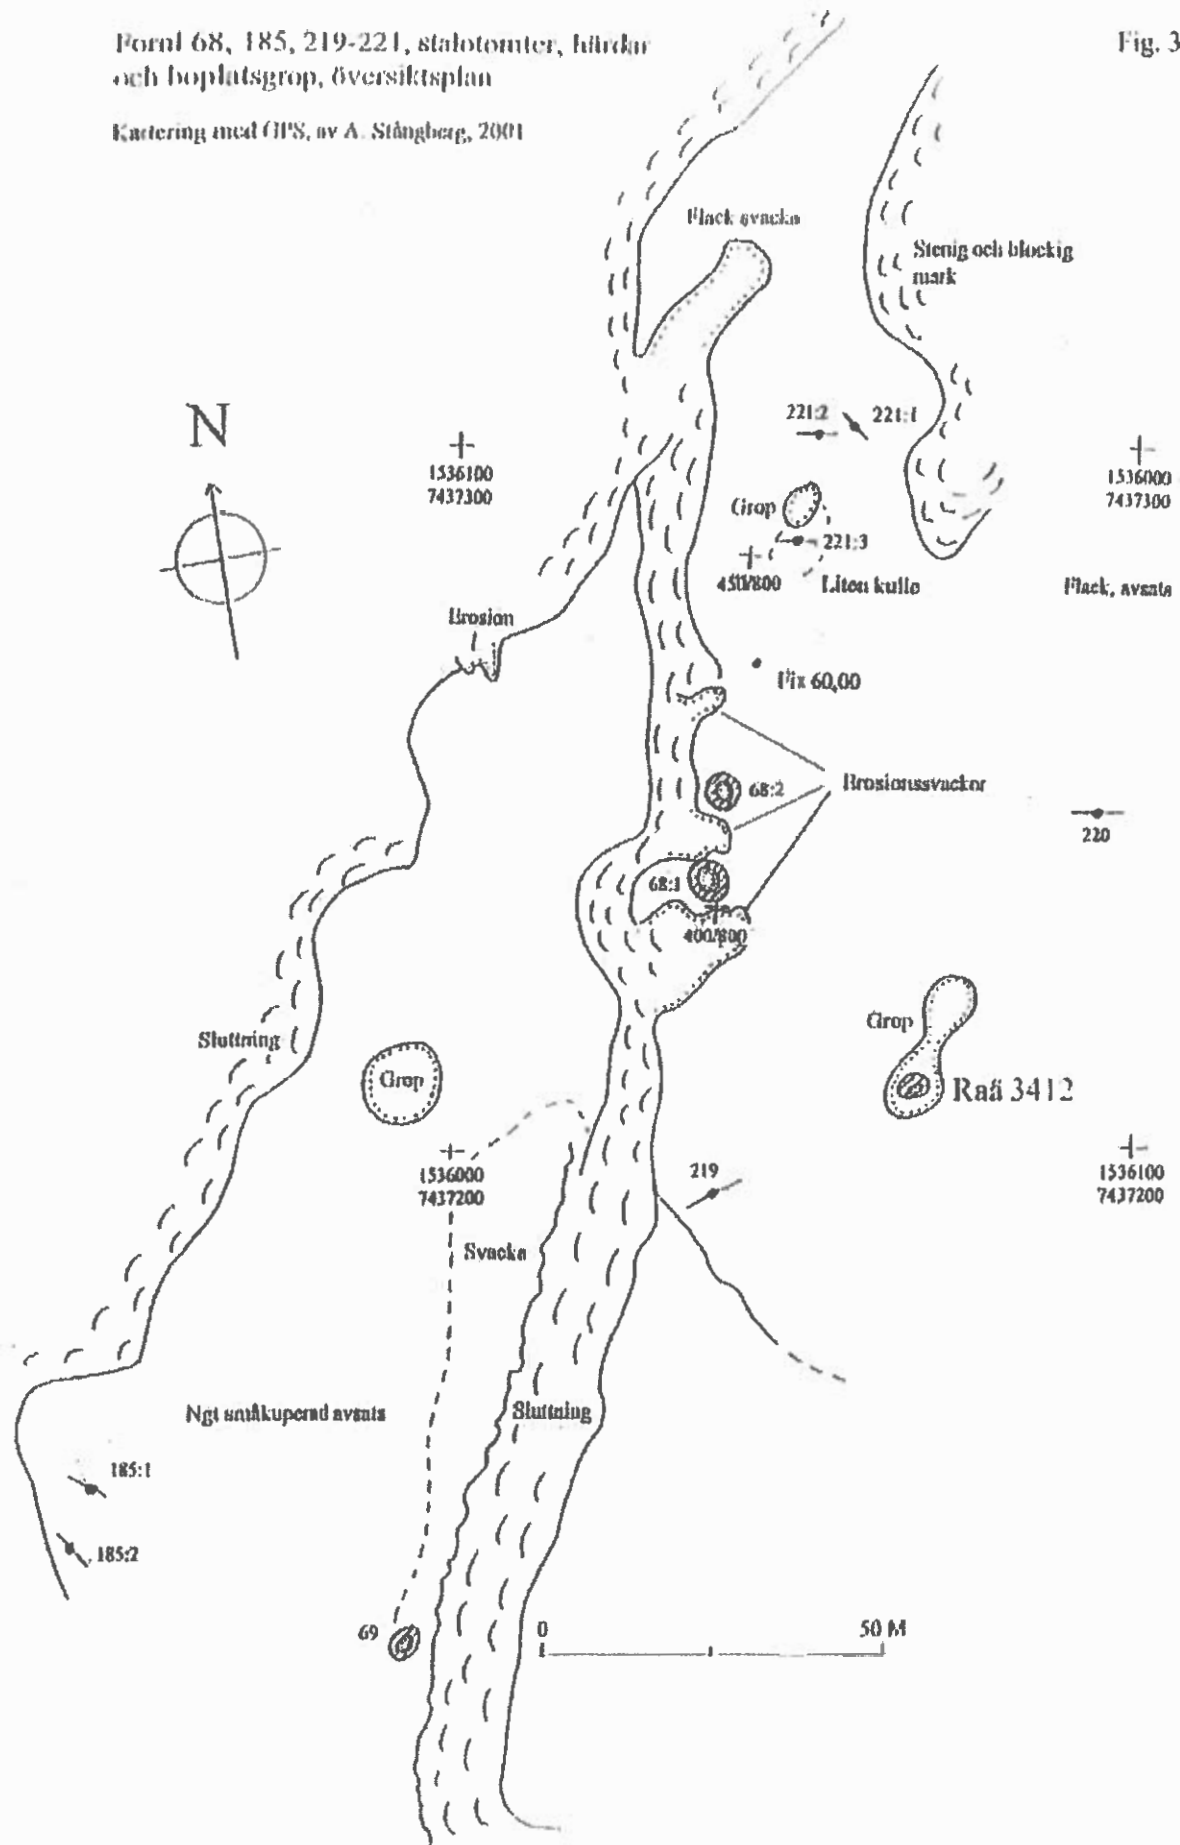 Fornl 68, 185, 219-221, stalotomter, härdar
och boplatsgrop, översiktsplan
Kartering med GPS, av A. Stångberg, 2001
Fig. 3
Flack svacka
Stenig och blockig
mark
N
221:2
221:1
1536100
7437300
1536000
7437300
Grop
221:3
450/800
Liten kulle
Flack, avsats
Erosion
Fix 60,00
68:2
Erosionssvackor
220
68:1
400/800
Sluttning
Grop
Grop
Raä 3412
1536000
7437200
219
1536100
7437200
Svacka
Ngt småkuperad avsats
Sluttning
185:1
185:2
69
0
50 M